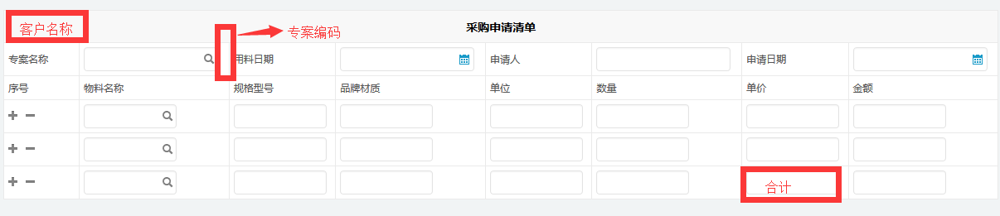 客户名称
采购申请清单
专案编码
专案名称 用料日期 申请人 申请日期
序号 物料名称 规格型号 品牌材质 单位 数量 单价 金额
合计